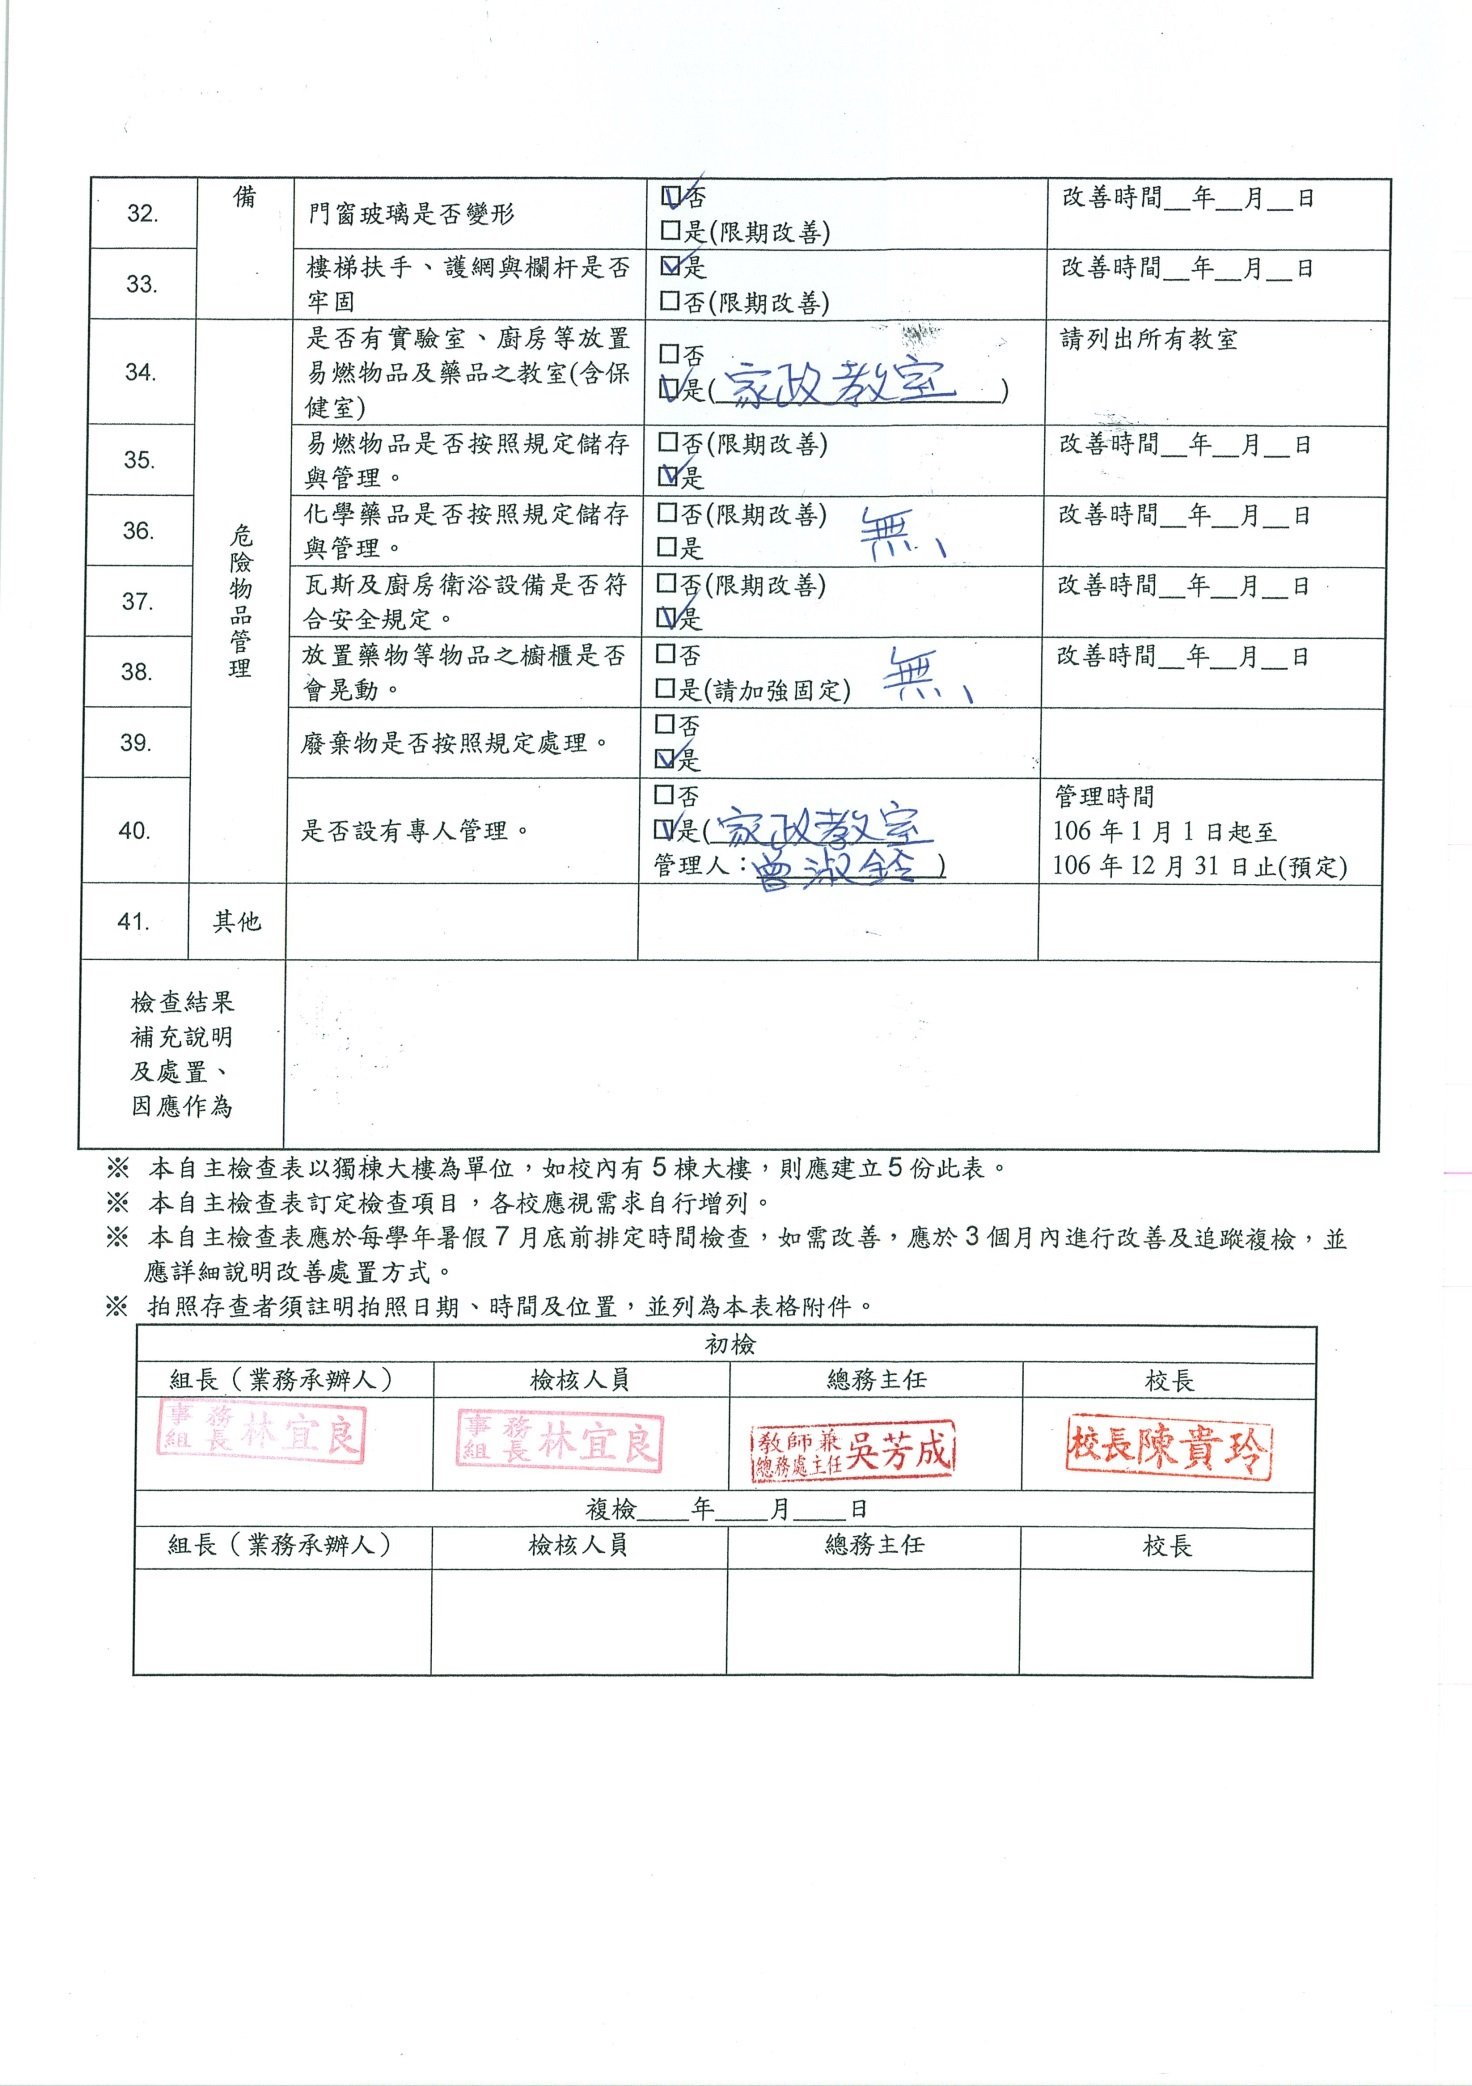 32.
備
門窗玻璃是否變形
☑否
□是(限期改善)
改善時間__年__月__日
33.
樓梯扶手、護網與欄杆是否
牢固
☑是
□否(限期改善)
改善時間__年__月__日
34.
危險物品管理
是否有實驗室、廚房等放置
易燃物品及藥品之教室(含保
健室)
□否
☑是(家政教室)
請列出所有教室
35.
易燃物品是否按照規定儲存
與管理。
□否(限期改善)
☑是
改善時間__年__月__日
36.
化學藥品是否按照規定儲存
與管理。
□否(限期改善) 無、
□是
改善時間__年__月__日
37.
瓦斯及廚房衛浴設備是否符
合安全規定。
□否(限期改善)
☑是
改善時間__年__月__日
38.
放置藥物等物品之櫥櫃是否
會晃動。
□否 無、
□是(請加強固定)
改善時間__年__月__日
39.
廢棄物是否按照規定處理。
□否
☑是
40.
是否設有專人管理。
□否
☑是(家政教室
管理人：曾淑鈴)
管理時間
106 年 1 月 1 日起至
106 年 12 月 31 日止(預定)
41.
其他
檢查結果
補充說明
及處置、
因應作為
※ 本自主檢查表以獨棟大樓為單位，如校內有 5 棟大樓，則應建立 5 份此表。
※ 本自主檢查表訂定檢查項目，各校應視需求自行增列。
※ 本自主檢查表應於每學年暑假 7 月底前排定時間檢查，如需改善，應於 3 個月內進行改善及追蹤複檢，並
應詳細說明改善處置方式。
※ 拍照存查者須註明拍照日期、時間及位置，並列為本表格附件。
初檢
組長（業務承辦人） 檢核人員 總務主任 校長
事務組長林宜良 事務組長林宜良 教師兼總務處主任吳芳成 校長陳貴玲
複檢____年____月____日
組長（業務承辦人） 檢核人員 總務主任 校長